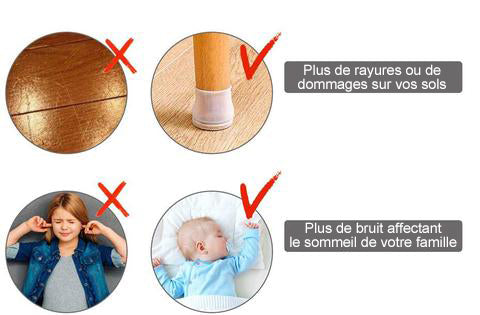 Plus de rayures ou de
dommages sur vos sols
Plus de bruit affectant
le sommeil de votre famille